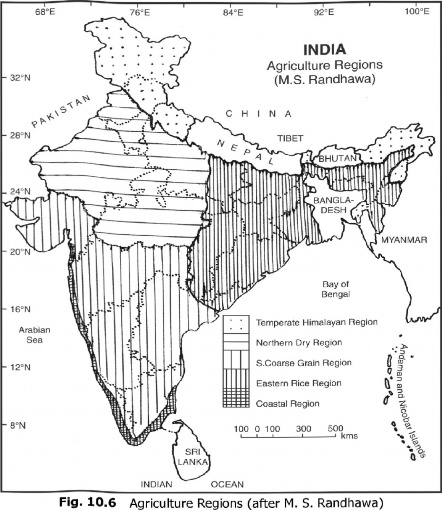 68°E 76°E 84°E 92°E 100°E
INDIA
Agriculture Regions
(M.S. Randhawa)
32°N
PAKISTAN
CHINA
TIBET
28°N
NEPAL
BHUTAN
24°N
BANGLA-
DESH
MYANMAR
20°N
Bay of
Bengal
16°N
Arabian
Sea
Temperate Himalayan Region
Northern Dry Region
S.Coarse Grain Region
Eastern Rice Region
Coastal Region
12°N
Andaman and Nicobar Islands
8°N
100 0 100 300 500
kms
SRI
LANKA
INDIAN OCEAN
Fig. 10.6 Agriculture Regions (after M. S. Randhawa)